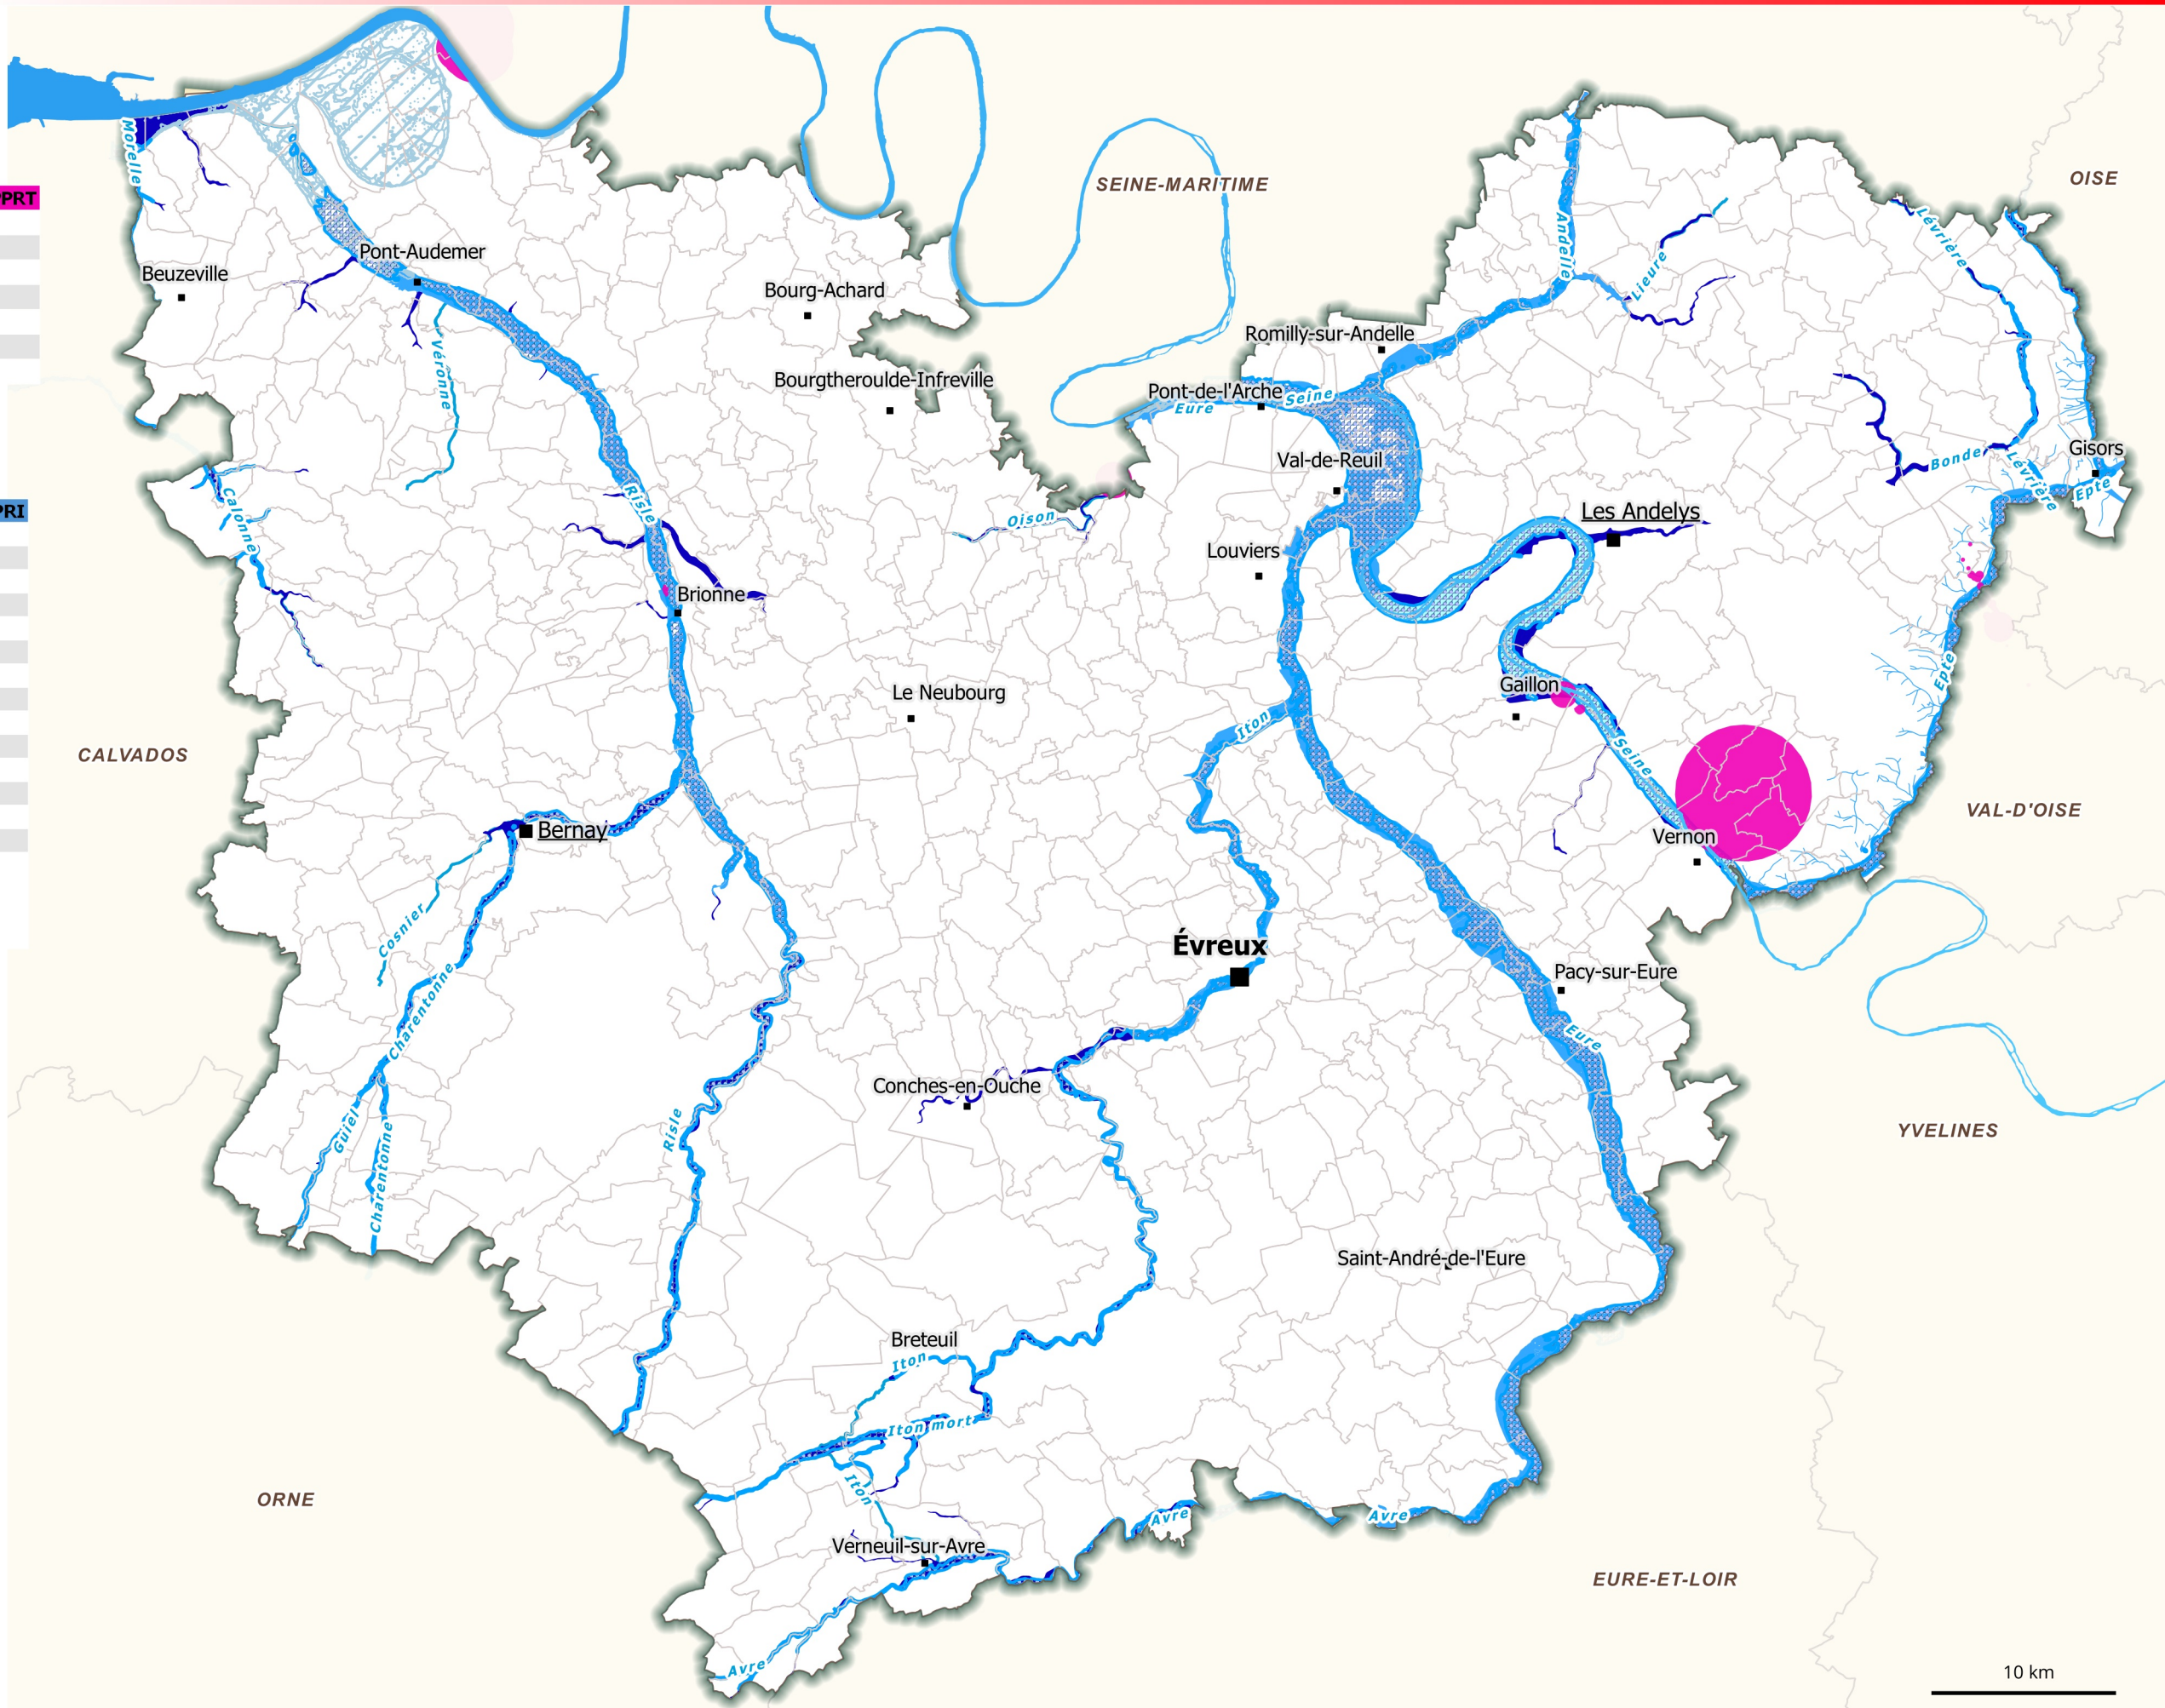 Morelle
SEINE-MARITIME
OISE
PPRT
Andelle
Lieure
Lévrière
Pont-Audemer
Beuzeville
Bourg-Achard
Véronne
Romilly-sur-Andelle
Bourgtheroulde-Infreville
Pont-de-l'Arche
Eure
Seine
Val-de-Reuil
Gisors
Bonde
Lévrière
Epte
Calonne
Risle
PRI
Oison
Les Andelys
Louviers
Brionne
Epte
Gaillon
Le Neubourg
Iton
Seine
CALVADOS
VAL-D'OISE
Bernay
Vernon
Cosnier
Évreux
Pacy-sur-Eure
Charentonne
Eure
Conches-en-Ouche
Guiel
Charentonne
Risle
YVELINES
Saint-André-de-l'Eure
Breteuil
Iton
Iton mort
Iton
ORNE
Avre
Avre
Verneuil-sur-Avre
EURE-ET-LOIR
Avre
10 km